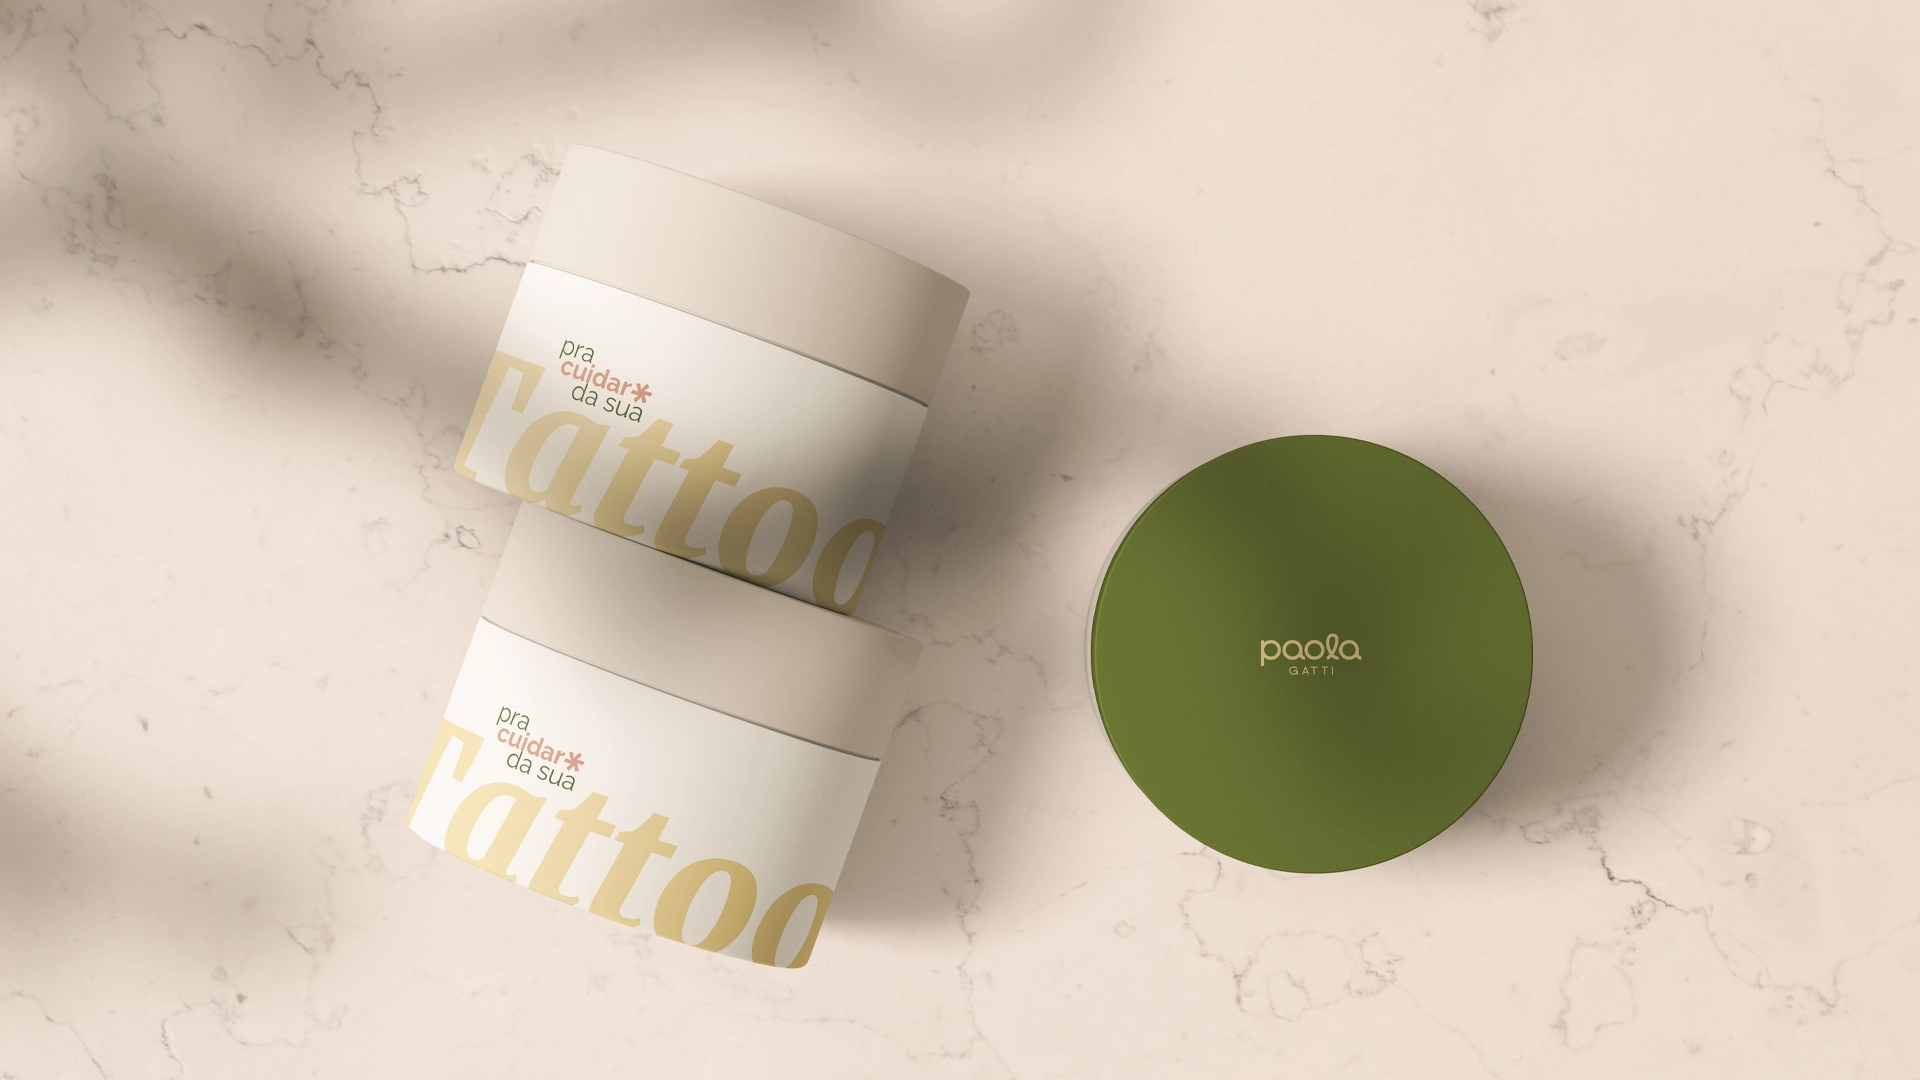 pra
cuidar*
da sua
Tattoo
pra
cuidar*
da sua
Tattoo
paola
GATTI